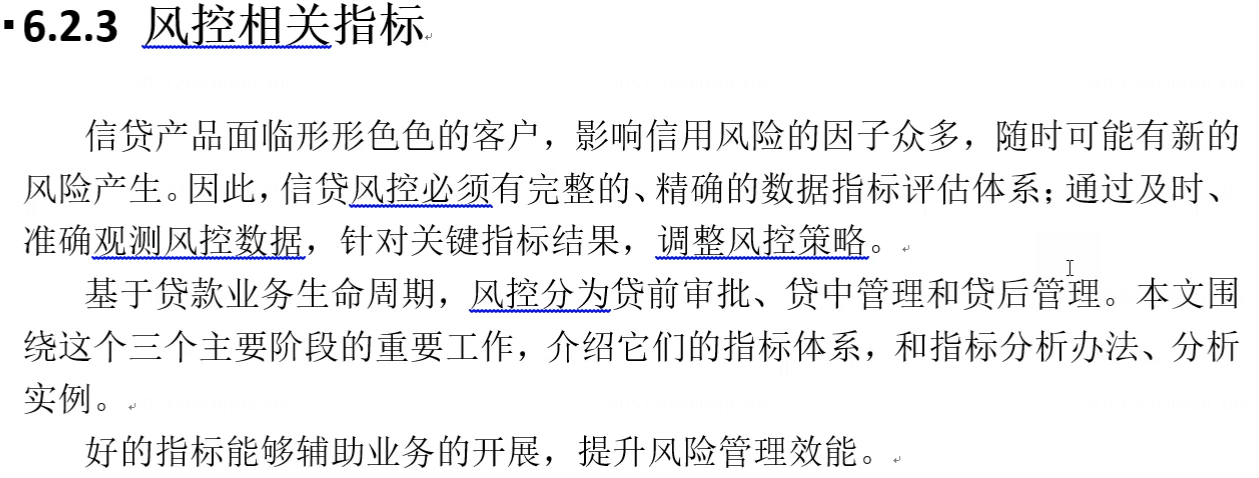 6.2.3 风控相关指标
信贷产品面临形形色色的客户，影响信用风险的因子众多，随时可能有新的
风险产生。因此，信贷风控必须有完整的、精确的数据指标评估体系；通过及时、
准确观测风控数据，针对关键指标结果，调整风控策略。
基于贷款业务生命周期，风控分为贷前审批、贷中管理和贷后管理。本文围
绕这个三个主要阶段的重要工作，介绍它们的指标体系，和指标分析办法、分析
实例。
好的指标能够辅助业务的开展，提升风险管理效能。